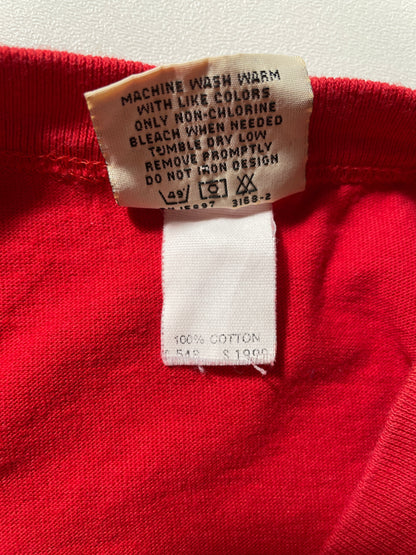 MACHINE WASH WARM
WITH LIKE COLORS
ONLY NON-CHLORINE
BLEACH WHEN NEEDED
TUMBLE DRY LOW
REMOVE PROMPTLY
DO NOT IRON DESIGN
3168-2
100% COTTON